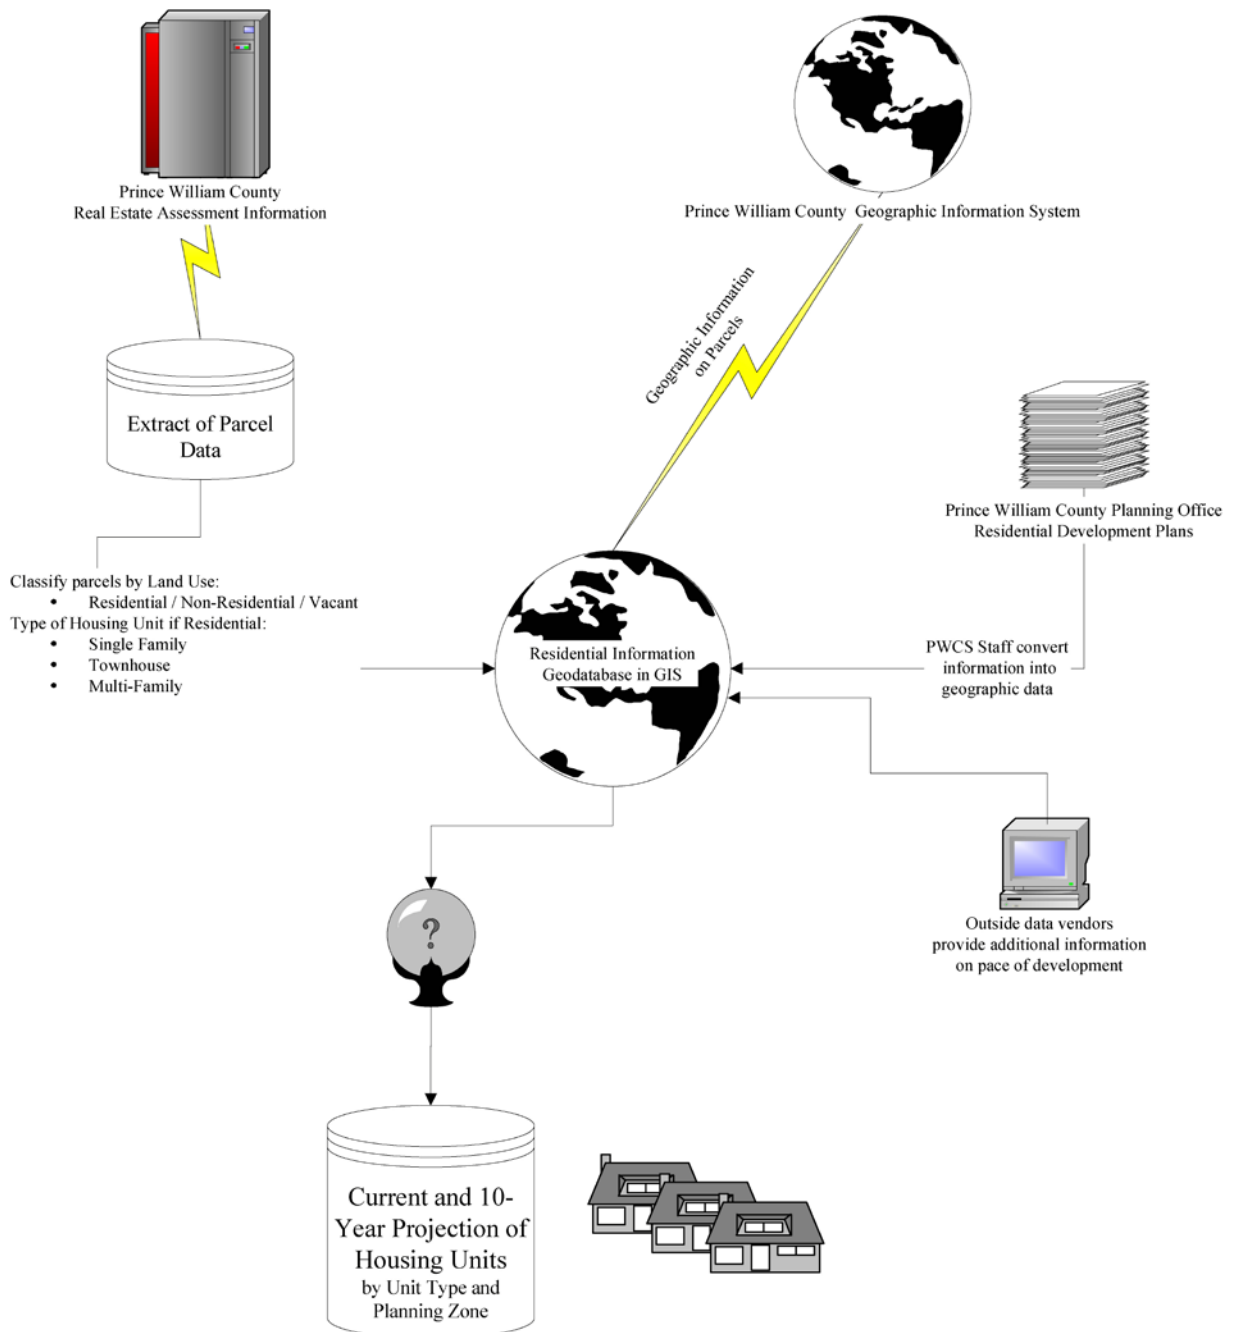 Prince William County
Real Estate Assessment Information
Prince William County Geographic Information System
Geographic Information
on Parcels
Extract of Parcel
Data
Prince William County Planning Office
Residential Development Plans
Classify parcels by Land Use:
• Residential / Non-Residential / Vacant
Type of Housing Unit if Residential:
• Single Family
• Townhouse
• Multi-Family
Residential Information
Geodatabase in GIS
PWCS Staff convert
information into
geographic data
Outside data vendors
provide additional information
on pace of development
?
Current and 10-
Year Projection of
Housing Units
by Unit Type and
Planning Zone